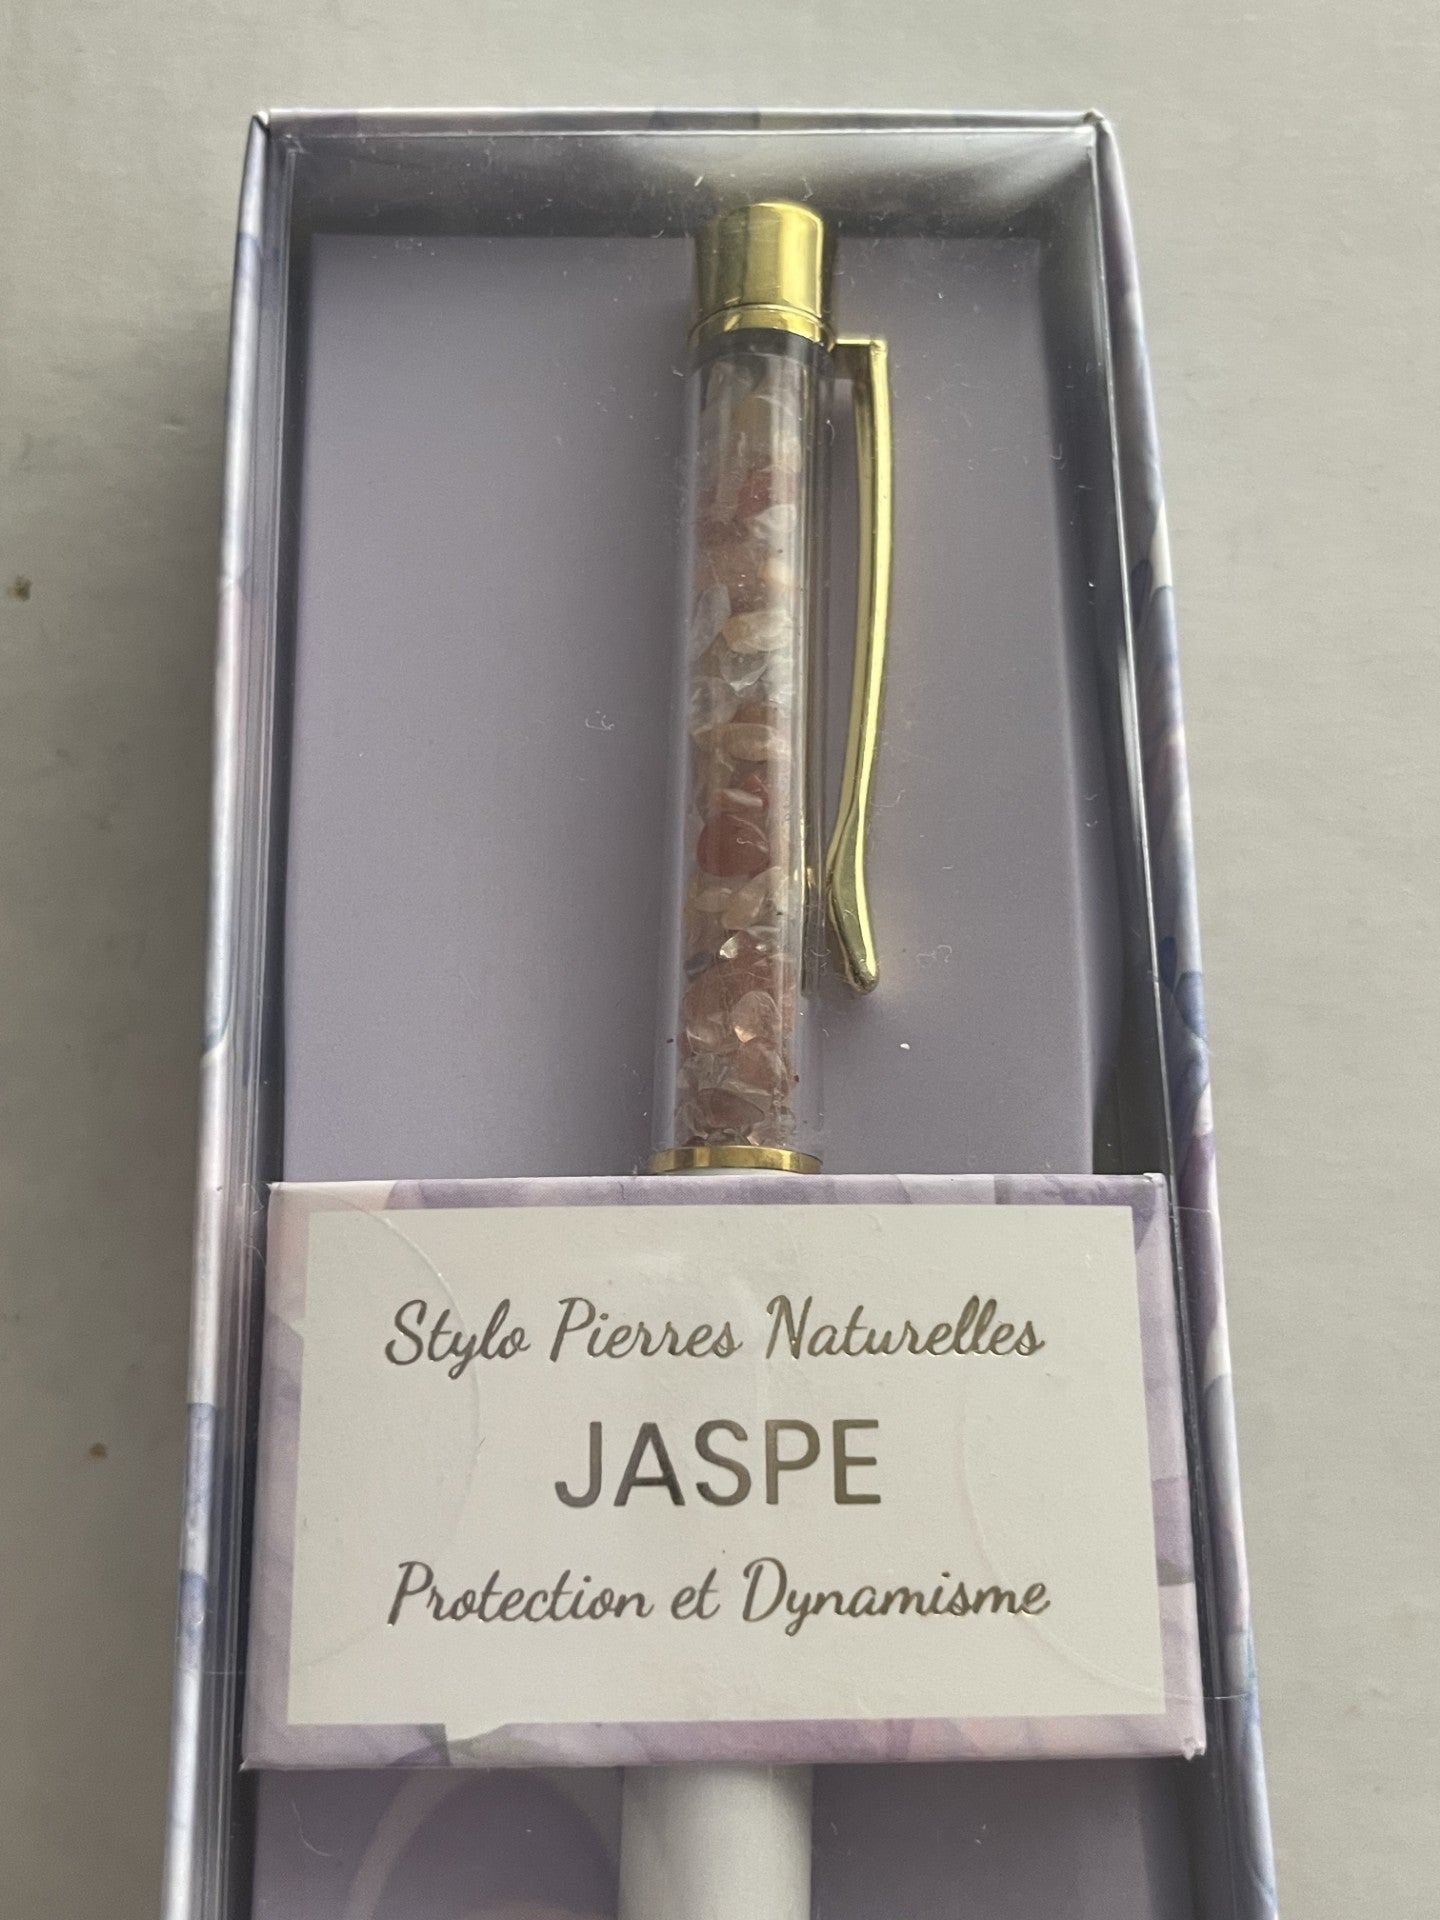 Stylo Pierres Naturelles
JASPE
Protection et Dynamisme